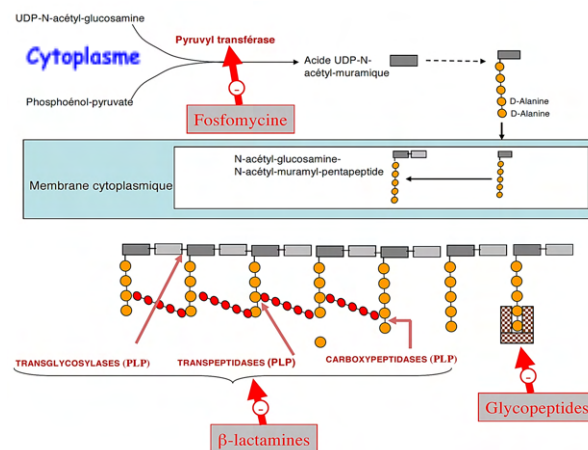 UDP-N-acétyl-glucosamine
Pyruvyl transférase
Cytoplasme
Acide UDP-N-
acétyl-muramique
Phosphoénol-pyruvate
Fosfomycine
D-Alanine
D-Alanine
N-acétyl-glucosamine-
N-acétyl-muramyl-pentapeptide
Membrane cytoplasmique
TRANSGLYCOSYLASES (PLP)
TRANSPEPTIDASES (PLP)
CARBOXYPEPTIDASES (PLP)
Glycopeptides
β-lactamines